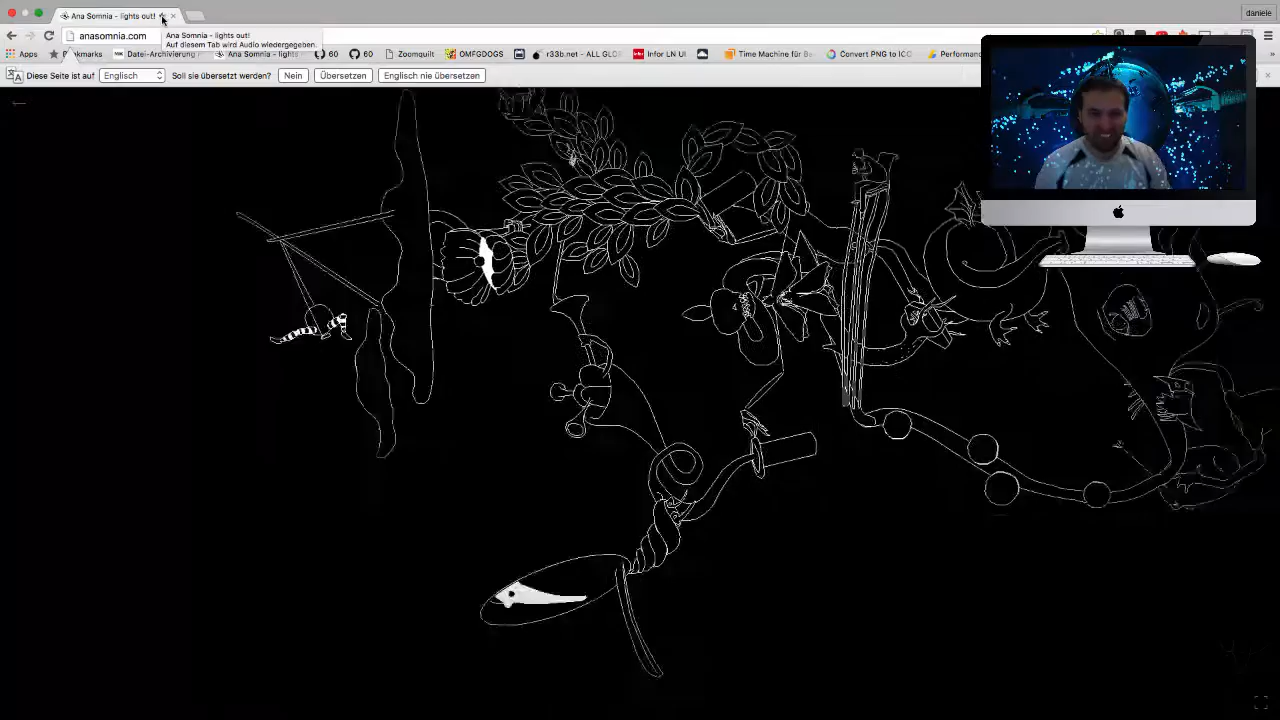 Ana Somnia - lights out!
daniele
anasomnia.com
Ana Somnia - lights out!
Auf diesem Tab wird Audio wiedergegeben.
Apps
Datei-Archivierung
Ana Somnia - lights
60
60
Zoomquilt
OMFGDOGS
r33b.net - ALL GLOR
Infor LN UI
Time Machine für Be
Convert PNG to ICO
Performan
Diese Seite ist auf
Englisch
Soll sie übersetzt werden?
Nein
Übersetzen
Englisch nie übersetzen